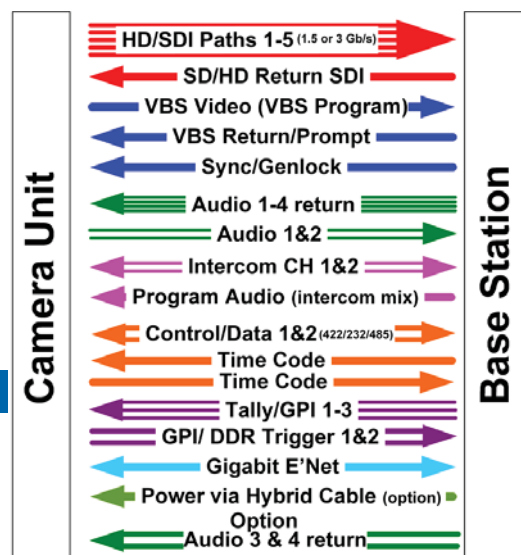 Camera Unit
HD/SDI Paths 1-5 (1.5 or 3 Gb/s)
SD/HD Return SDI
VBS Video (VBS Program)
VBS Return/Prompt
Sync/Genlock
Audio 1-4 return
Audio 1&2
Intercom CH 1&2
Program Audio (intercom mix)
Control/Data 1&2 (422/232/485)
Time Code
Time Code
Tally/GPI 1-3
GPI/ DDR Trigger 1&2
Gigabit E'Net
Power via Hybrid Cable (option)
Option
Audio 3 & 4 return
Base Station